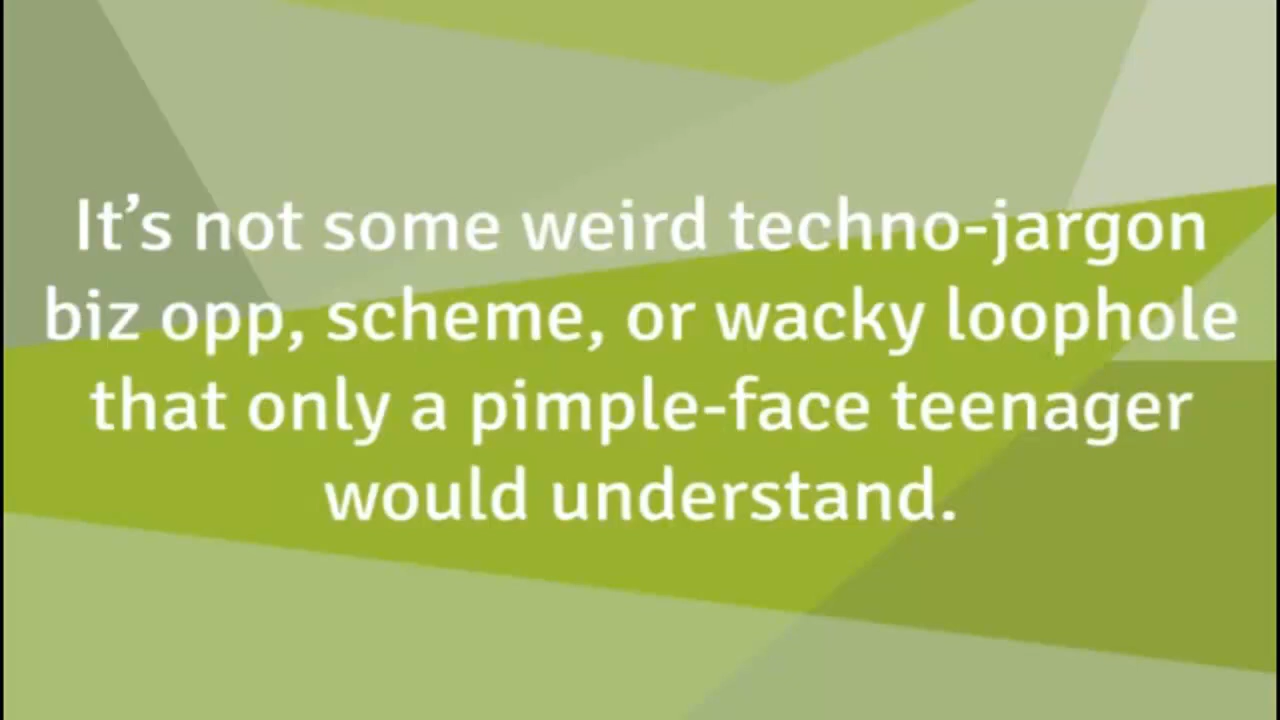 It’s not some weird techno-jargon
biz opp, scheme, or wacky loophole
that only a pimple-face teenager
would understand.